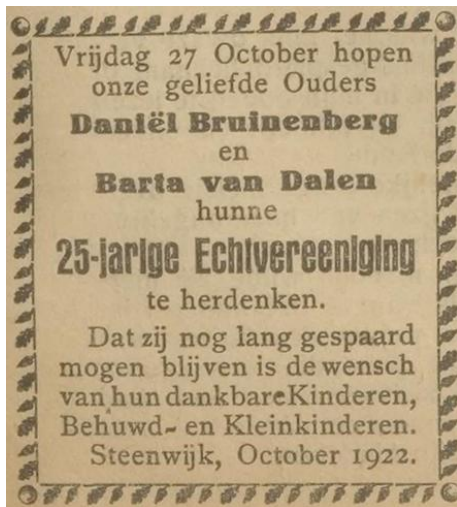 Vrijdag 27 October hopen
onze geliefde Ouders
Daniël Bruinenberg
en
Barta van Dalen
hunne
25-jarige Echtvereeniging
te herdenken.
Dat zij nog lang gespaard
mogen blijven is de wensch
van hun dankbare Kinderen,
Behuwd- en Kleinkinderen.
Steenwijk, October 1922.